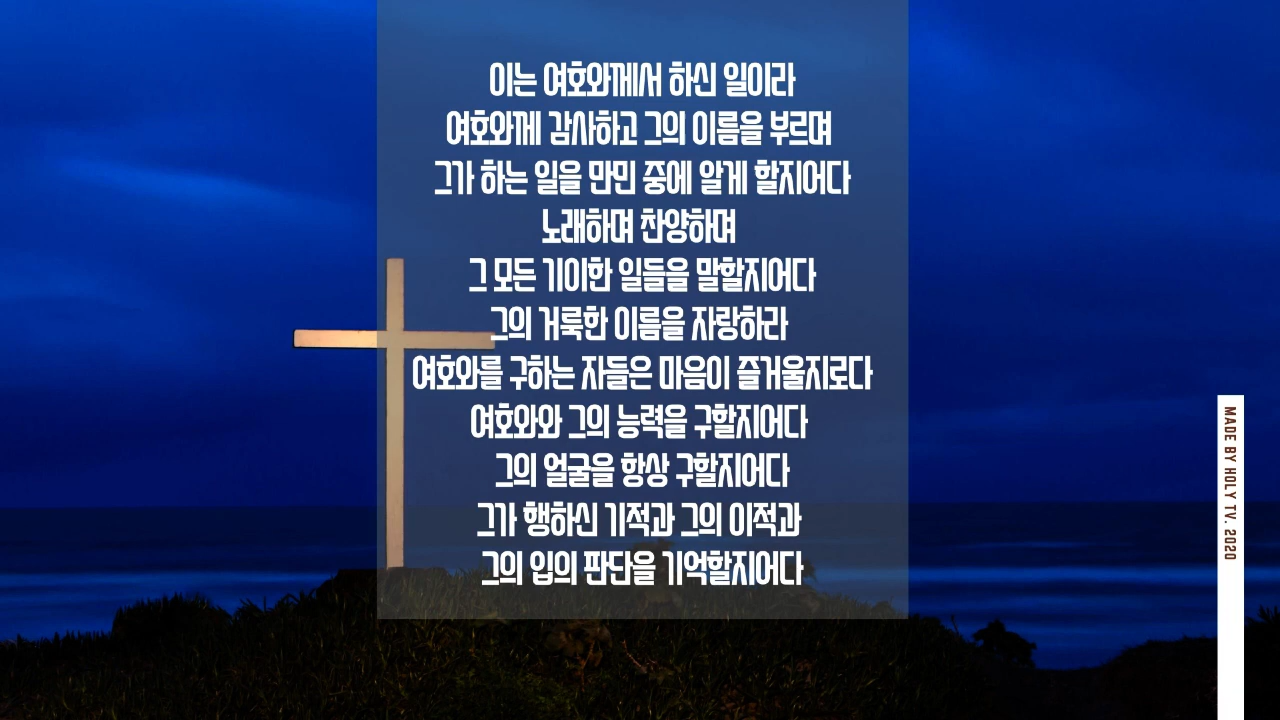 이는 여호와께서 하신 일이라
여호와께 감사하고 그의 이름을 부르며
그가 하는 일을 만민 중에 알게 할지어다
노래하며 찬양하며
그 모든 기이한 일들을 말할지어다
그의 거룩한 이름을 자랑하라
여호와를 구하는 자들은 마음이 즐거울지로다
여호와와 그의 능력을 구할지어다
그의 얼굴을 항상 구할지어다
그가 행하신 기적과 그의 이적과
그의 입의 판단을 기억할지어다
MADE BY HOLY TV. 2020